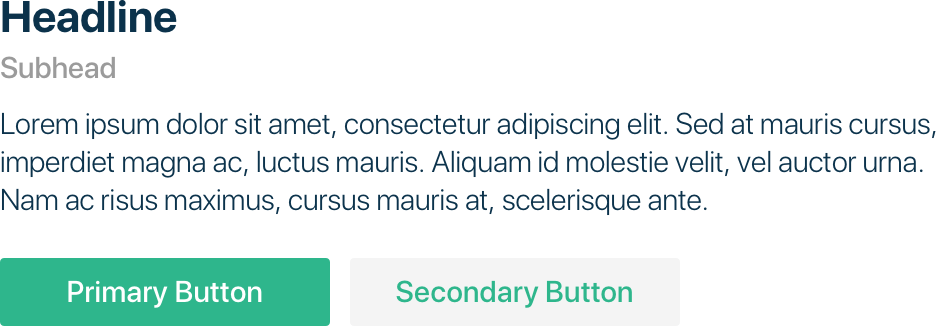 Headline
Subhead
Lorem ipsum dolor sit amet, consectetur adipiscing elit. Sed at mauris cursus,
imperdiet magna ac, luctus mauris. Aliquam id molestie velit, vel auctor urna.
Nam ac risus maximus, cursus mauris at, scelerisque ante.
Primary Button
Secondary Button